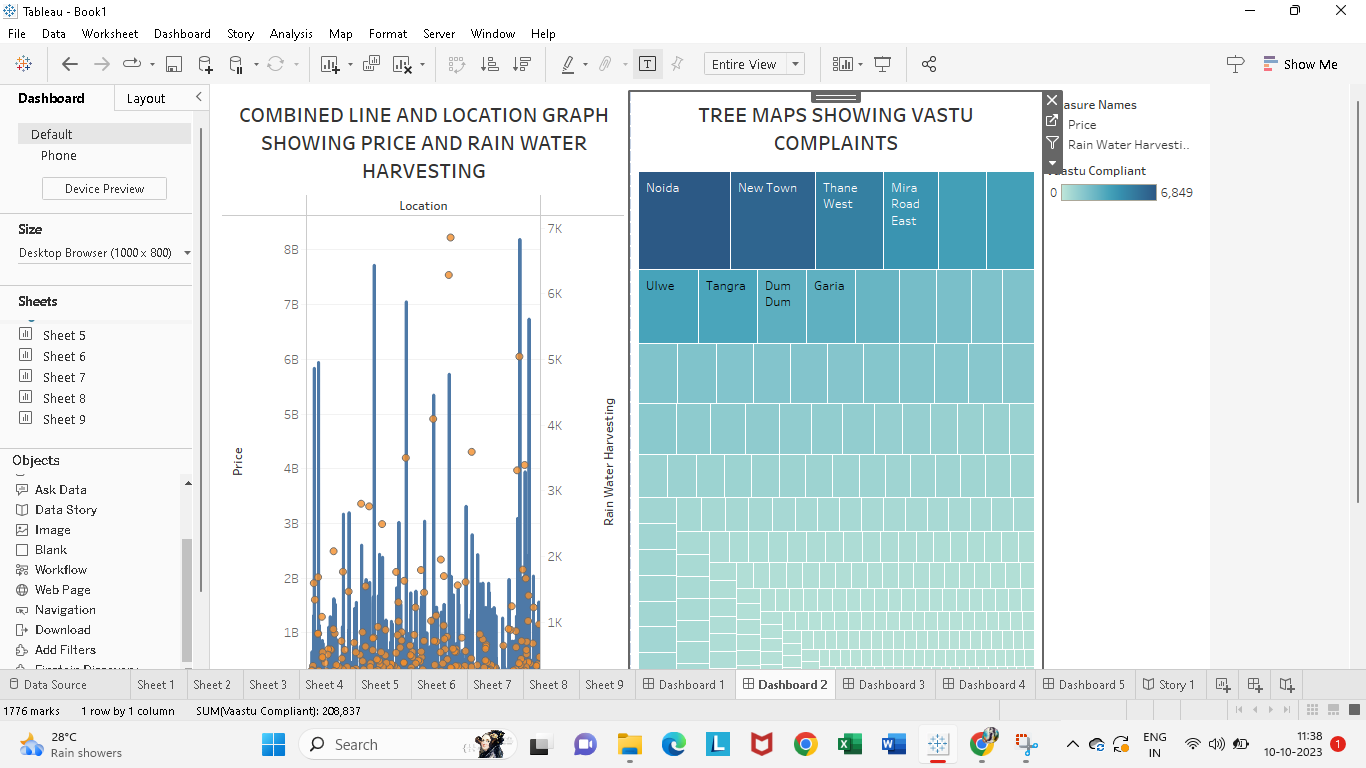 Tableau - Book1
File Data Worksheet Dashboard Story Analysis Map Format Server Window Help
Entire View
Show Me
Dashboard Layout
Default
Phone
Device Preview
Size
Desktop Browser (1000 x 800)
Sheets
Sheet 5
Sheet 6
Sheet 7
Sheet 8
Sheet 9
Objects
Ask Data
Data Story
Image
Blank
Workflow
Web Page
Navigation
Download
Add Filters
COMBINED LINE AND LOCATION GRAPH
SHOWING PRICE AND RAIN WATER
HARVESTING
Location
8B
7B
6B
5B
4B
3B
2B
1B
Price
7K
6K
5K
4K
3K
2K
1K
Rain Water Harvesting
TREE MAPS SHOWING VASTU
COMPLAINTS
Noida
New Town
Thane
West
Mira
Road
East
Ulwe
Tangra
Dum
Dum
Garia
asure Names
Price
Rain Water Harvesti..
Vaastu Compliant
0 6,849
Data Source Sheet 1 Sheet 2 Sheet 3 Sheet 4 Sheet 5 Sheet 6 Sheet 7 Sheet 8 Sheet 9 Dashboard 1 Dashboard 2 Dashboard 3 Dashboard 4 Dashboard 5 Story 1
1776 marks 1 row by 1 column SUM(Vaastu Compliant): 208,837
28°C
Rain showers
Search
L
W
ENG
IN
11:38
10-10-2023
1